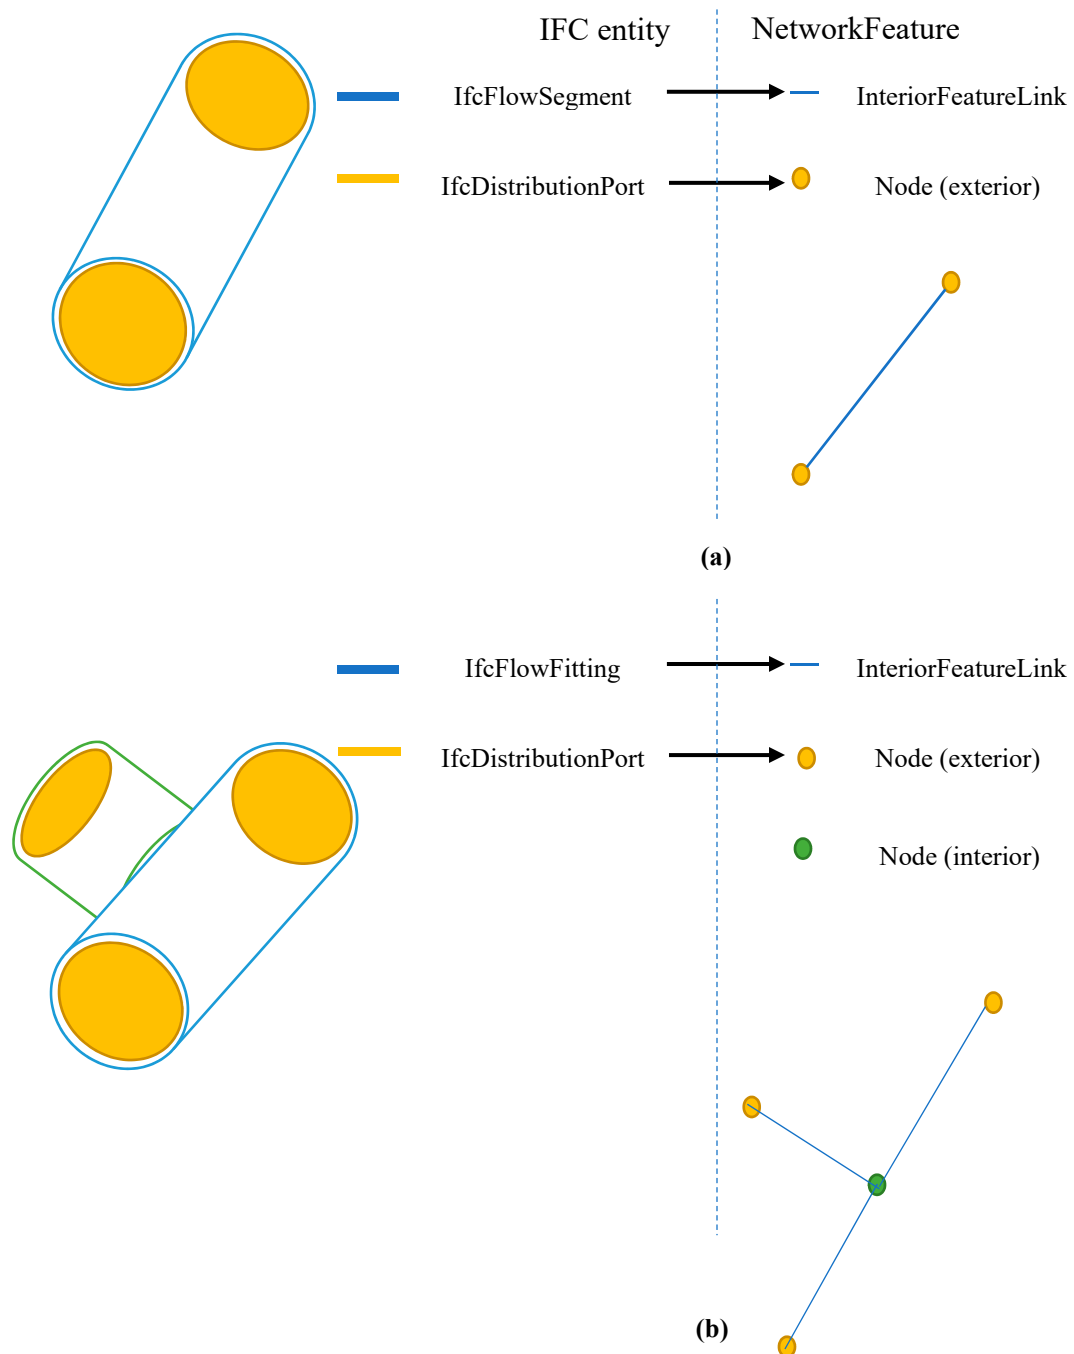 IFC entity NetworkFeature
IfcFlowSegment InteriorFeatureLink
IfcDistributionPort Node (exterior)
(a)
IfcFlowFitting InteriorFeatureLink
IfcDistributionPort Node (exterior)
Node (interior)
(b)